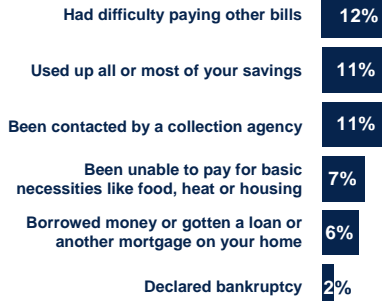 Had difficulty paying other bills 12%
Used up all or most of your savings 11%
Been contacted by a collection agency 11%
Been unable to pay for basic
necessities like food, heat or housing 7%
Borrowed money or gotten a loan or
another mortgage on your home 6%
Declared bankruptcy 2%